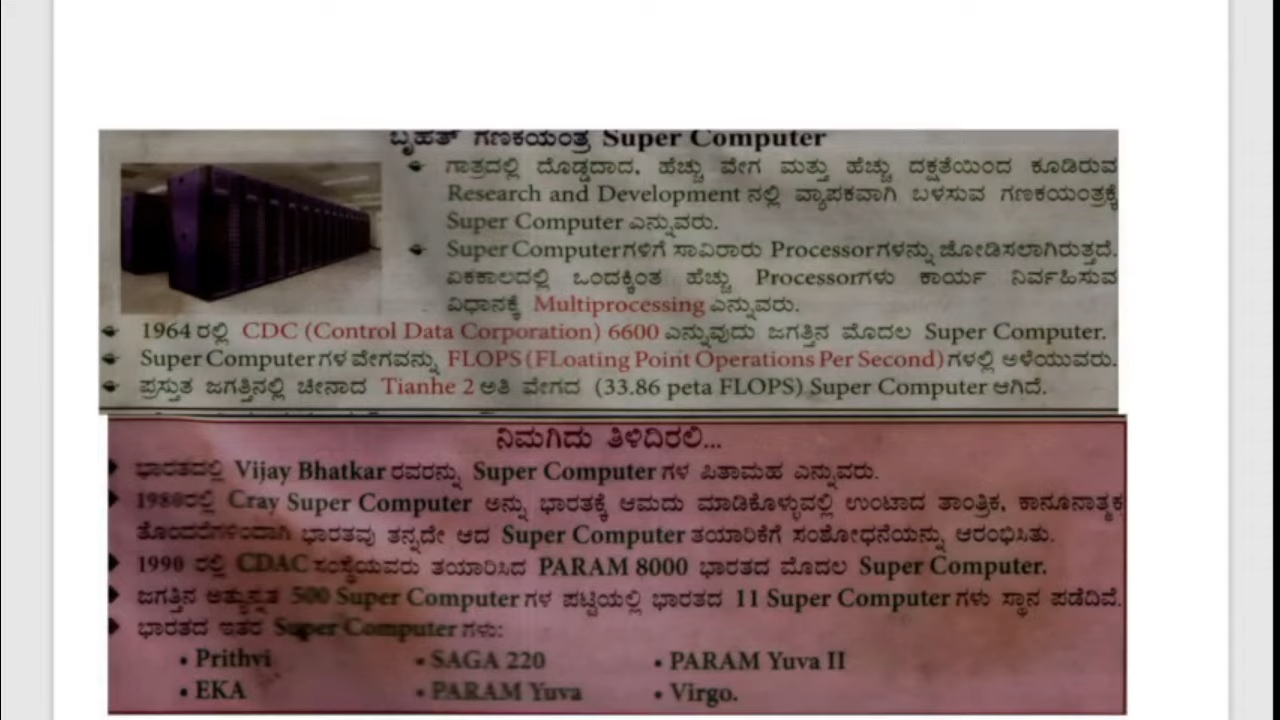 ಬೃಹತ್ ಗಣಕಯಂತ್ರ Super Computer
ಗಾತ್ರದಲ್ಲಿ ದೊಡ್ಡದಾದ, ಹೆಚ್ಚು ವೇಗ ಮತ್ತು ಹೆಚ್ಚು ದಕ್ಷತೆಯಿಂದ ಕೂಡಿರುವ
Research and Development ನಲ್ಲಿ ವ್ಯಾಪಕವಾಗಿ ಬಳಸುವ ಗಣಕಯಂತ್ರಕ್ಕೆ
Super Computer ಎನ್ನುವರು.
Super Computerಗಳಿಗೆ ಸಾವಿರಾರು Processorಗಳನ್ನು ಜೋಡಿಸಲಾಗಿರುತ್ತದೆ.
ಏಕಕಾಲದಲ್ಲಿ ಒಂದಕ್ಕಿಂತ ಹೆಚ್ಚು Processorಗಳು ಕಾರ್ಯ ನಿರ್ವಹಿಸುವ
ವಿಧಾನಕ್ಕೆ Multiprocessing ಎನ್ನುವರು.
1964 ರಲ್ಲಿ CDC (Control Data Corporation) 6600 ಎನ್ನುವುದು ಜಗತ್ತಿನ ಮೊದಲ Super Computer.
Super Computerಗಳ ವೇಗವನ್ನು FLOPS (FLoating Point Operations Per Second) ಗಳಲ್ಲಿ ಅಳೆಯುವರು.
ಪ್ರಸ್ತುತ ಜಗತ್ತಿನಲ್ಲಿ ಚೀನಾದ Tianhe 2 ಅತಿ ವೇಗದ (33.86 peta FLOPS) Super Computer ಆಗಿದೆ.
ನಿಮಗಿದು ತಿಳಿದಿರಲಿ...
ಭಾರತದಲ್ಲಿ Vijay Bhatkar ರವರನ್ನು Super Computer ಗಳ ಪಿತಾಮಹ ಎನ್ನುವರು.
1980ರಲ್ಲಿ Cray Super Computer ಅನ್ನು ಭಾರತಕ್ಕೆ ಆಮದು ಮಾಡಿಕೊಳ್ಳುವಲ್ಲಿ ಉಂಟಾದ ತಾಂತ್ರಿಕ, ಕಾನೂನಾತ್ಮಕ
ತೊಂದರೆಗಳಿಂದಾಗಿ ಭಾರತವು ತನ್ನದೇ ಆದ Super Computer ತಯಾರಿಕೆಗೆ ಸಂಶೋಧನೆಯನ್ನು ಆರಂಭಿಸಿತು.
1990 ರಲ್ಲಿ CDAC ಸಂಸ್ಥೆಯವರು ತಯಾರಿಸಿದ PARAM 8000 ಭಾರತದ ಮೊದಲ Super Computer.
ಜಗತ್ತಿನ ಅತ್ಯುನ್ನತ 500 Super Computer ಗಳ ಪಟ್ಟಿಯಲ್ಲಿ ಭಾರತದ 11 Super Computer ಗಳು ಸ್ಥಾನ ಪಡೆದಿವೆ.
ಭಾರತದ ಇತರ Super Computer ಗಳು:
• Prithvi • SAGA 220 • PARAM Yuva II
• EKA • PARAM Yuva • Virgo.